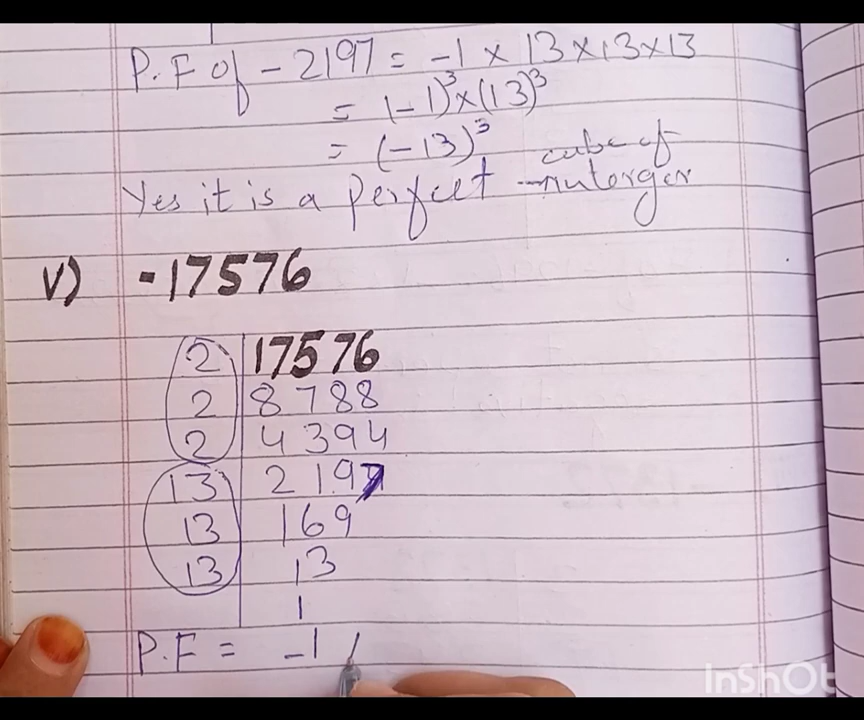 P.F of -2197 = -1 × 13×13×13
= (-1)³×(13)³
= (-13)³
Yes it is a perfect cube of
v) -17576
2 17576
2 8788
2 4394
13 2197
13 169
13 13
1
P.F = -1
InShOt